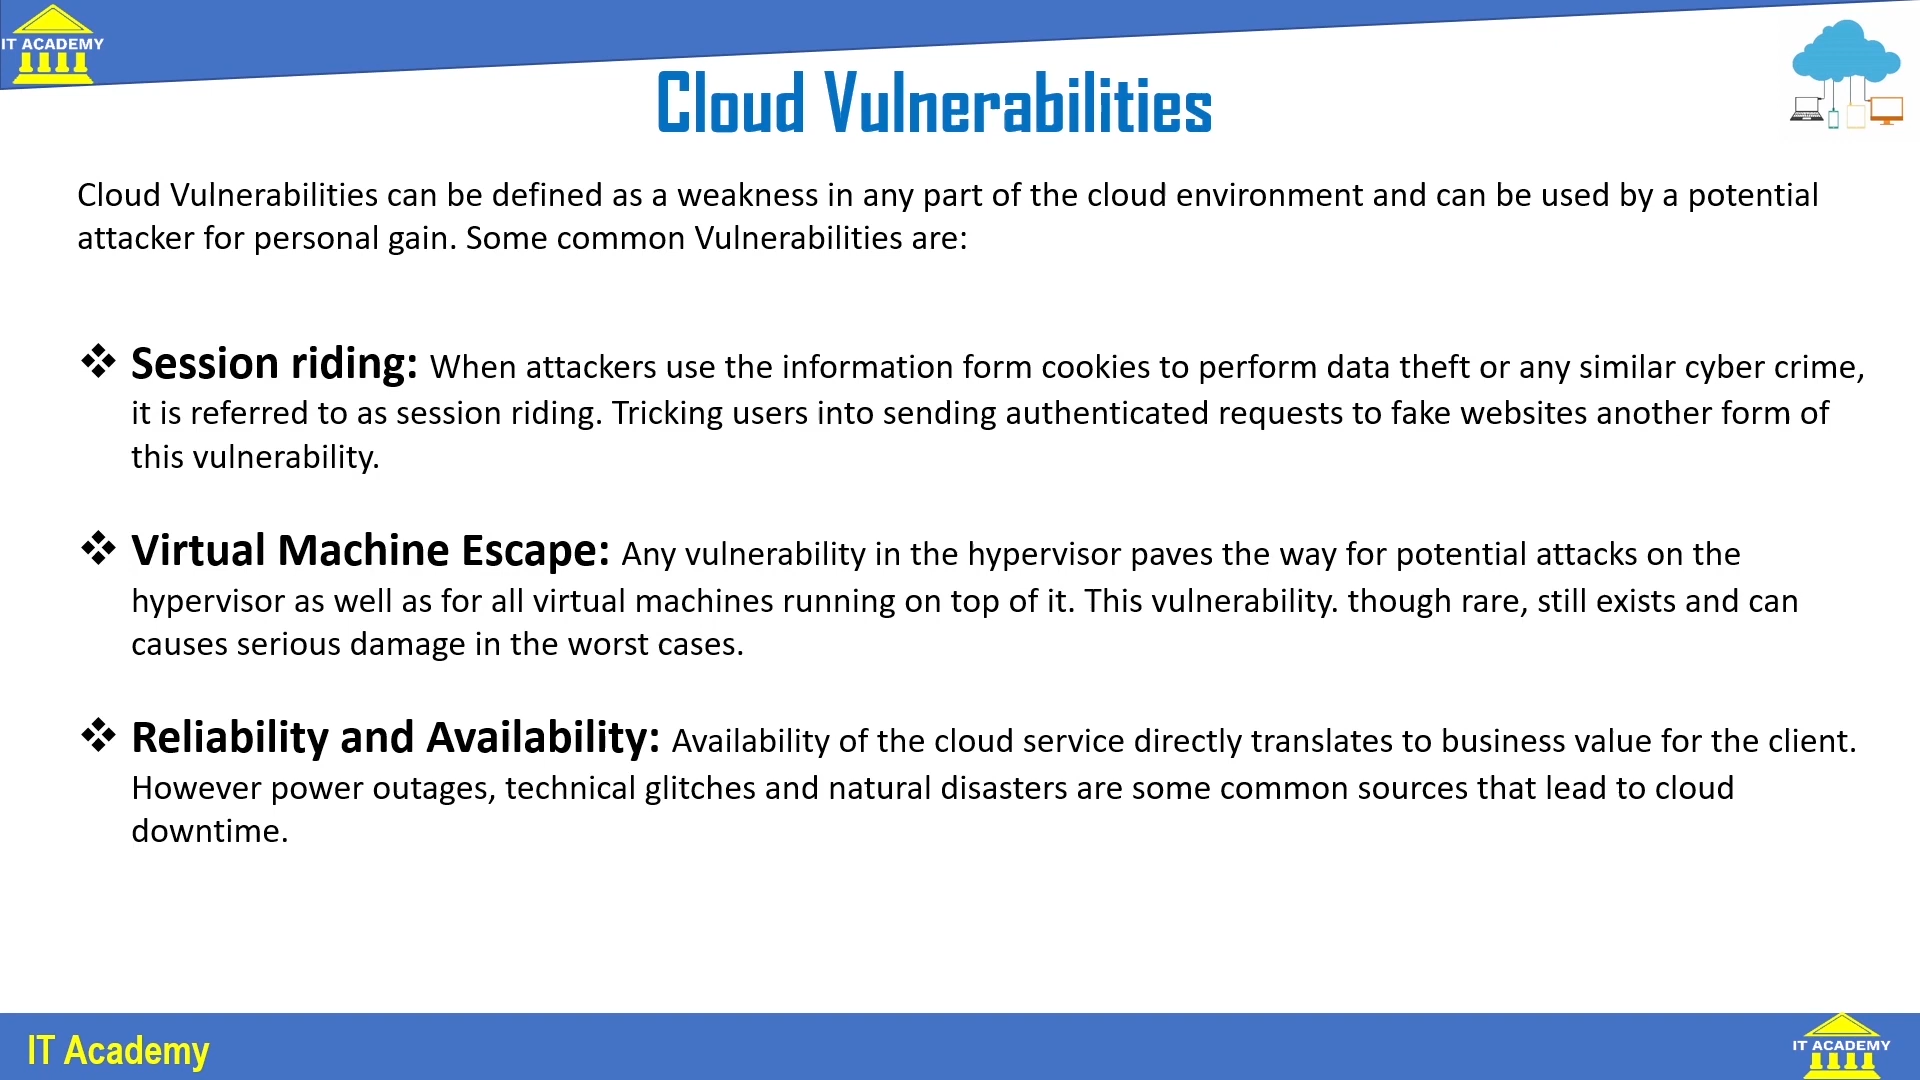 IT ACADEMY
Cloud Vulnerabilities
Cloud Vulnerabilities can be defined as a weakness in any part of the cloud environment and can be used by a potential
attacker for personal gain. Some common Vulnerabilities are:
❖ Session riding: When attackers use the information form cookies to perform data theft or any similar cyber crime,
it is referred to as session riding. Tricking users into sending authenticated requests to fake websites another form of
this vulnerability.
❖ Virtual Machine Escape: Any vulnerability in the hypervisor paves the way for potential attacks on the
hypervisor as well as for all virtual machines running on top of it. This vulnerability. though rare, still exists and can
causes serious damage in the worst cases.
❖ Reliability and Availability: Availability of the cloud service directly translates to business value for the client.
However power outages, technical glitches and natural disasters are some common sources that lead to cloud
downtime.
IT Academy
IT ACADEMY